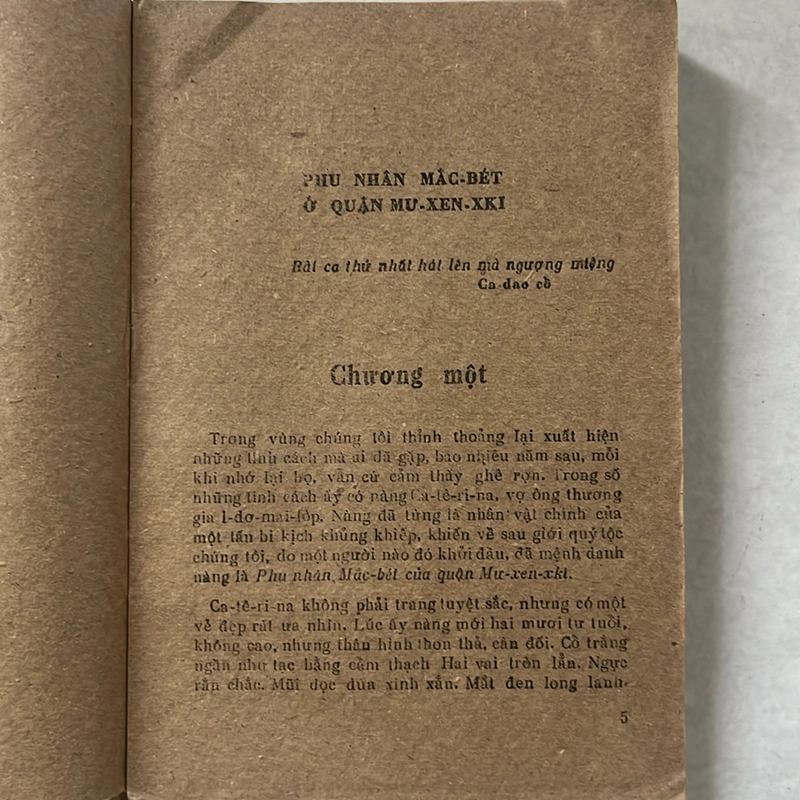 PHU NHÂN MẮC-BÉT
Ở QUẬN MƯ-XEN-XKI
Bài ca thứ nhất hát lên mà ngượng miệng
Ca dao cổ
Chương một
Trong vùng chúng tôi thỉnh thoảng lại xuất hiện
những tính cách mà ai đã gặp, bao nhiêu năm sau, mỗi
khi nhớ lại họ, vẫn cứ cảm thấy ghê rợn. Trong số
những tính cách ấy có nàng Ca-tê-ri-na, vợ ông thương
gia I-dơ-mai-lốp. Nàng đã từng là nhân vật chính của
một tấn bi kịch khủng khiếp, khiến về sau giới quý tộc
chúng tôi, do một người nào đó khởi đầu, đã mệnh danh
nàng là Phu nhân Mác-bét của quận Mư-xen-xki.
Ca-tê-ri-na không phải trang tuyệt sắc, nhưng có một
vẻ đẹp rất ưa nhìn. Lúc ấy nàng mới hai mươi tư tuổi,
không cao, nhưng thân hình thon thả, cân đối. Cổ trắng
ngần như tạc bằng cẩm thạch Hai vai tròn lẳn. Ngực
rắn chắc. Mũi dọc dừa xinh xắn. Mắt đen long lanh.
5